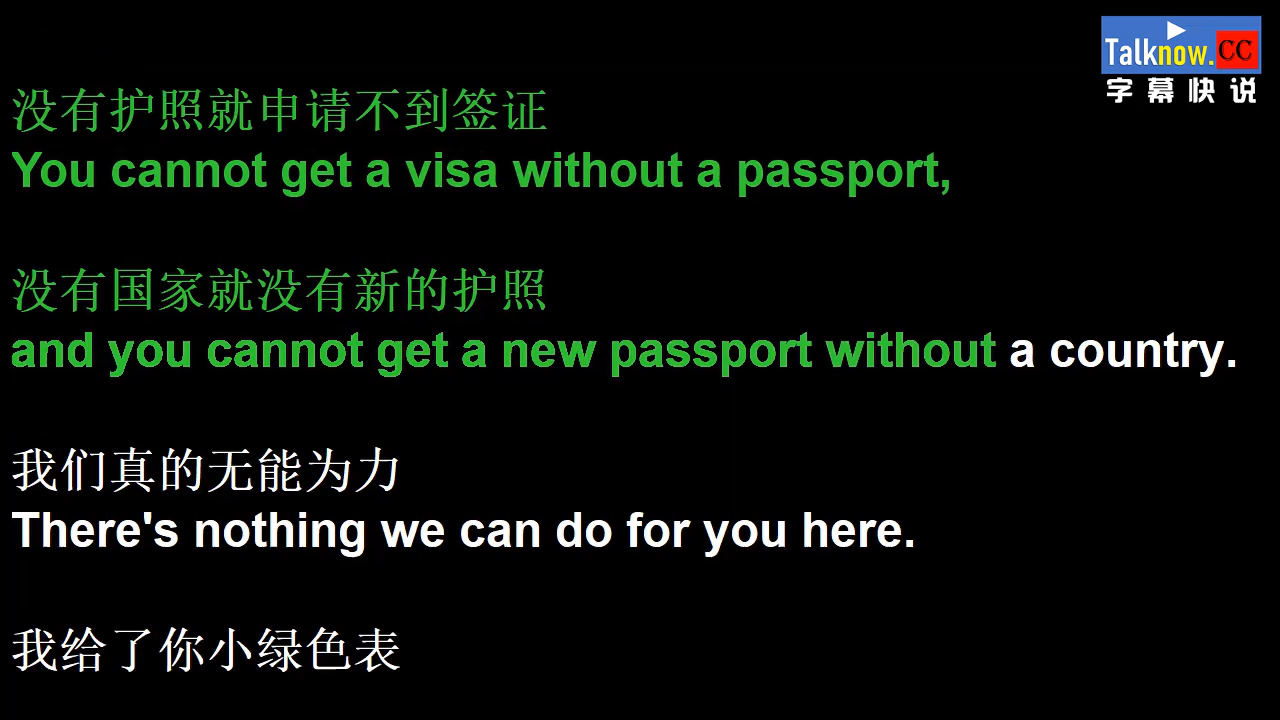 Talknow.CC
字幕快说
没有护照就申请不到签证
You cannot get a visa without a passport,
没有国家就没有新的护照
and you cannot get a new passport without a country.
我们真的无能为力
There's nothing we can do for you here.
我给了你小绿色表